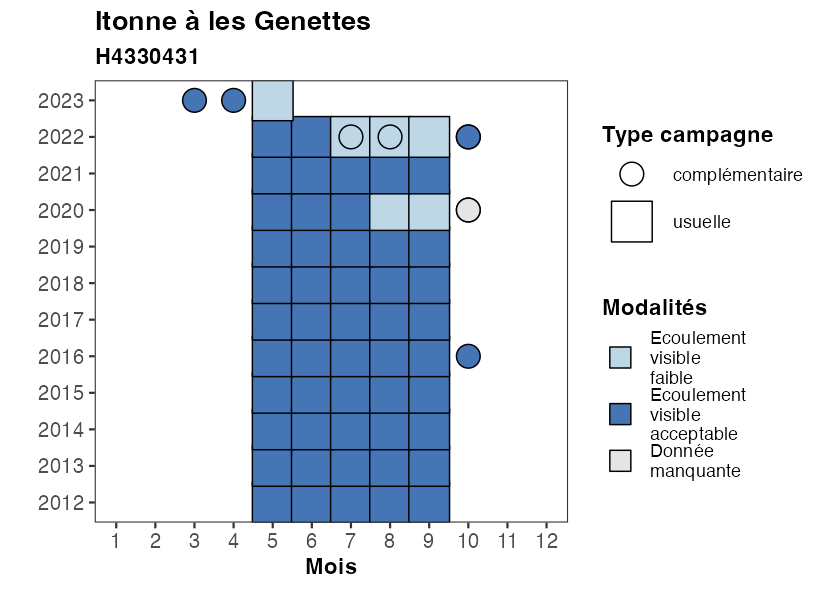 Itonne à les Genettes
H4330431
2023
2022
2021
2020
2019
2018
2017
2016
2015
2014
2013
2012
1 2 3 4 5 6 7 8 9 10 11 12
Mois
Type campagne
complémentaire
usuelle
Modalités
Ecoulement
visible
faible
Ecoulement
visible
acceptable
Donnée
manquante